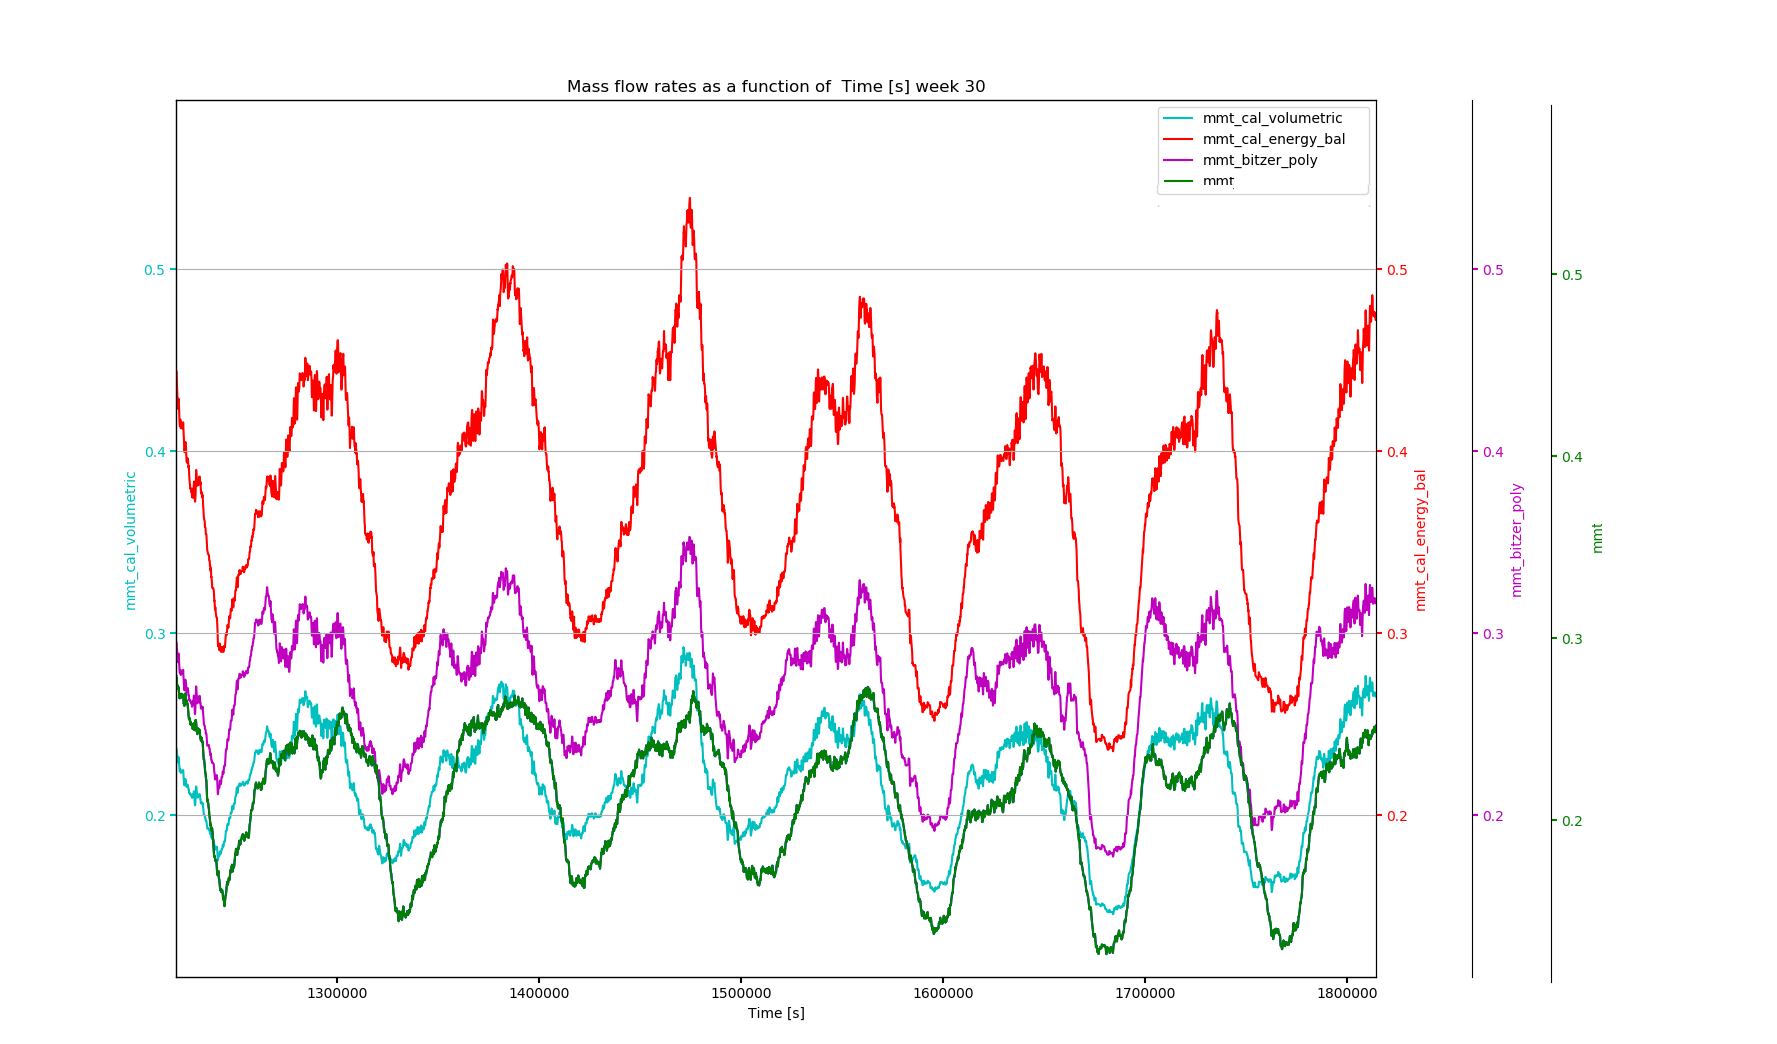 Mass flow rates as a function of  Time [s] week 30
mmt_cal_volumetric
mmt_cal_energy_bal
mmt_bitzer_poly
mmt
0.5
0.4
0.3
0.2
mmt_cal_volumetric
0.5
0.4
0.3
0.2
mmt_cal_energy_bal
0.5
0.4
0.3
0.2
mmt_bitzer_poly
0.5
0.4
0.3
0.2
mmt
1300000
1400000
1500000
1600000
1700000
1800000
Time [s]